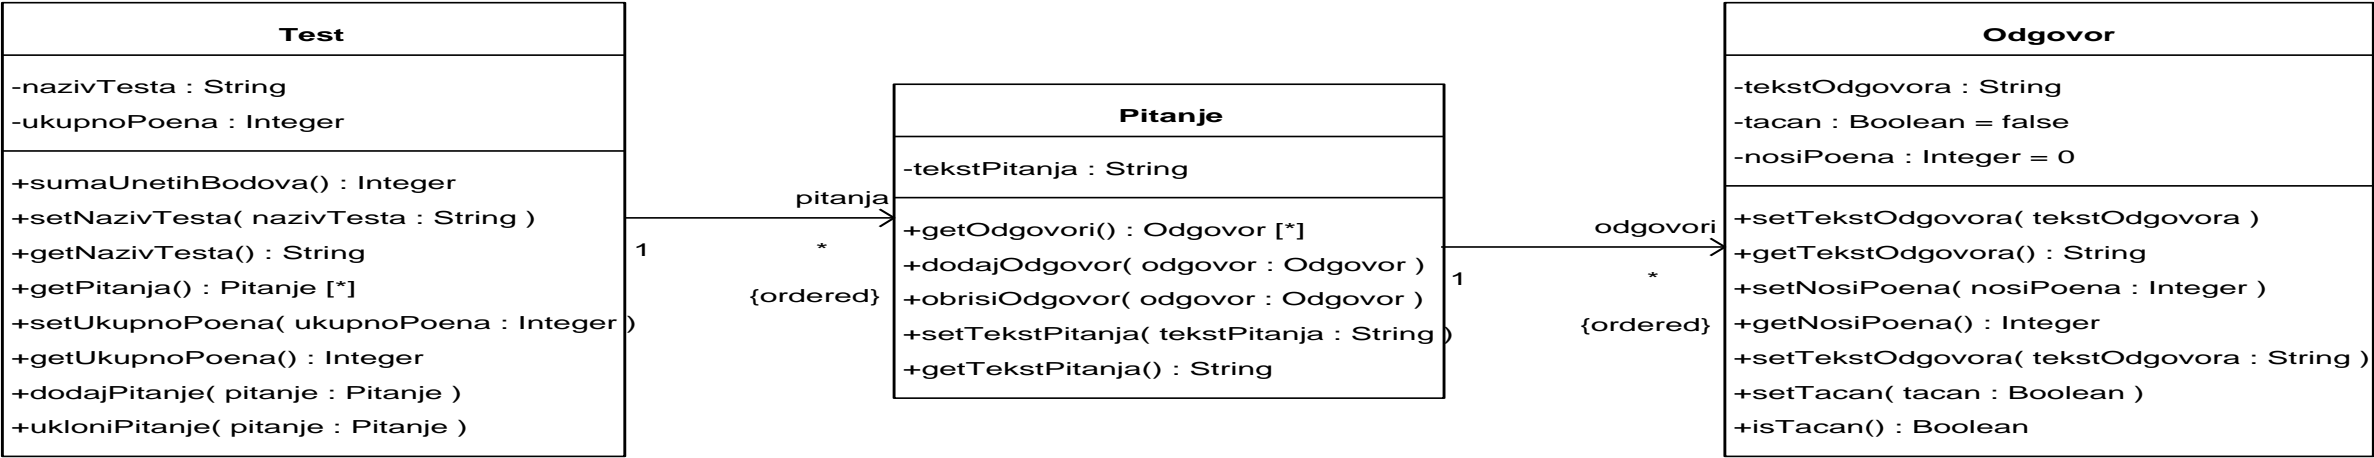 Test
-nazivTesta : String
-ukupnoPoena : Integer
+sumaUnetihBodova() : Integer
+setNazivTesta( nazivTesta : String )
+getNazivTesta() : String
+getPitanja() : Pitanje [*]
+setUkupnoPoena( ukupnoPoena : Integer )
+getUkupnoPoena() : Integer
+dodajPitanje( pitanje : Pitanje )
+ukloniPitanje( pitanje : Pitanje )
pitanja
1
*
{ordered}
Pitanje
-tekstPitanja : String
+getOdgovori() : Odgovor [*]
+dodajOdgovor( odgovor : Odgovor )
+obrisiOdgovor( odgovor : Odgovor )
+setTekstPitanja( tekstPitanja : String )
+getTekstPitanja() : String
odgovori
1
*
{ordered}
Odgovor
-tekstOdgovora : String
-tacan : Boolean = false
-nosiPoena : Integer = 0
+setTekstOdgovora( tekstOdgovora )
+getTekstOdgovora() : String
+setNosiPoena( nosiPoena : Integer )
+getNosiPoena() : Integer
+setTekstOdgovora( tekstOdgovora : String )
+setTacan( tacan : Boolean )
+isTacan() : Boolean